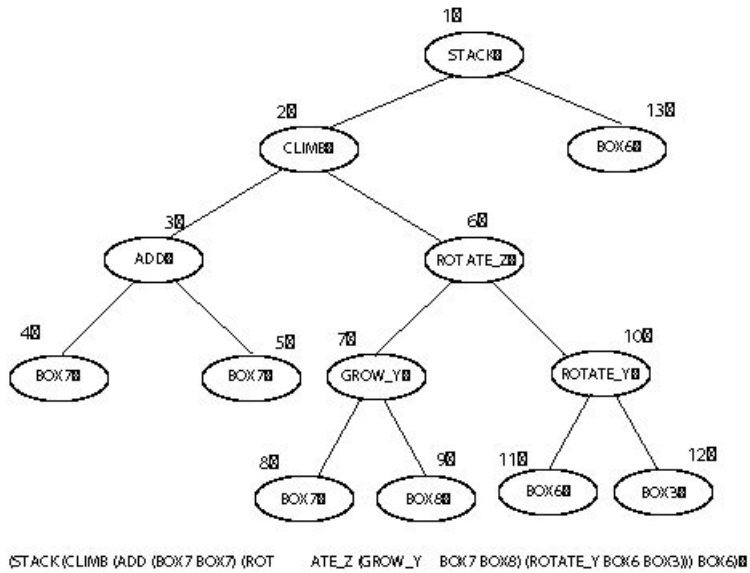 1
STACK
2
13
CLIMB
BOX6
3
6
ADD
ROTATE_Z
4
5
7
10
BOX7
BOX7
GROW_Y
ROTATE_Y
8
9
11
12
BOX7
BOX8
BOX6
BOX3
(STACK (CLIMB (ADD (BOX7 BOX7) (ROT ATE_Z (GROW_Y BOX7 BOX8) (ROTATE_Y BOX6 BOX3))) BOX6)